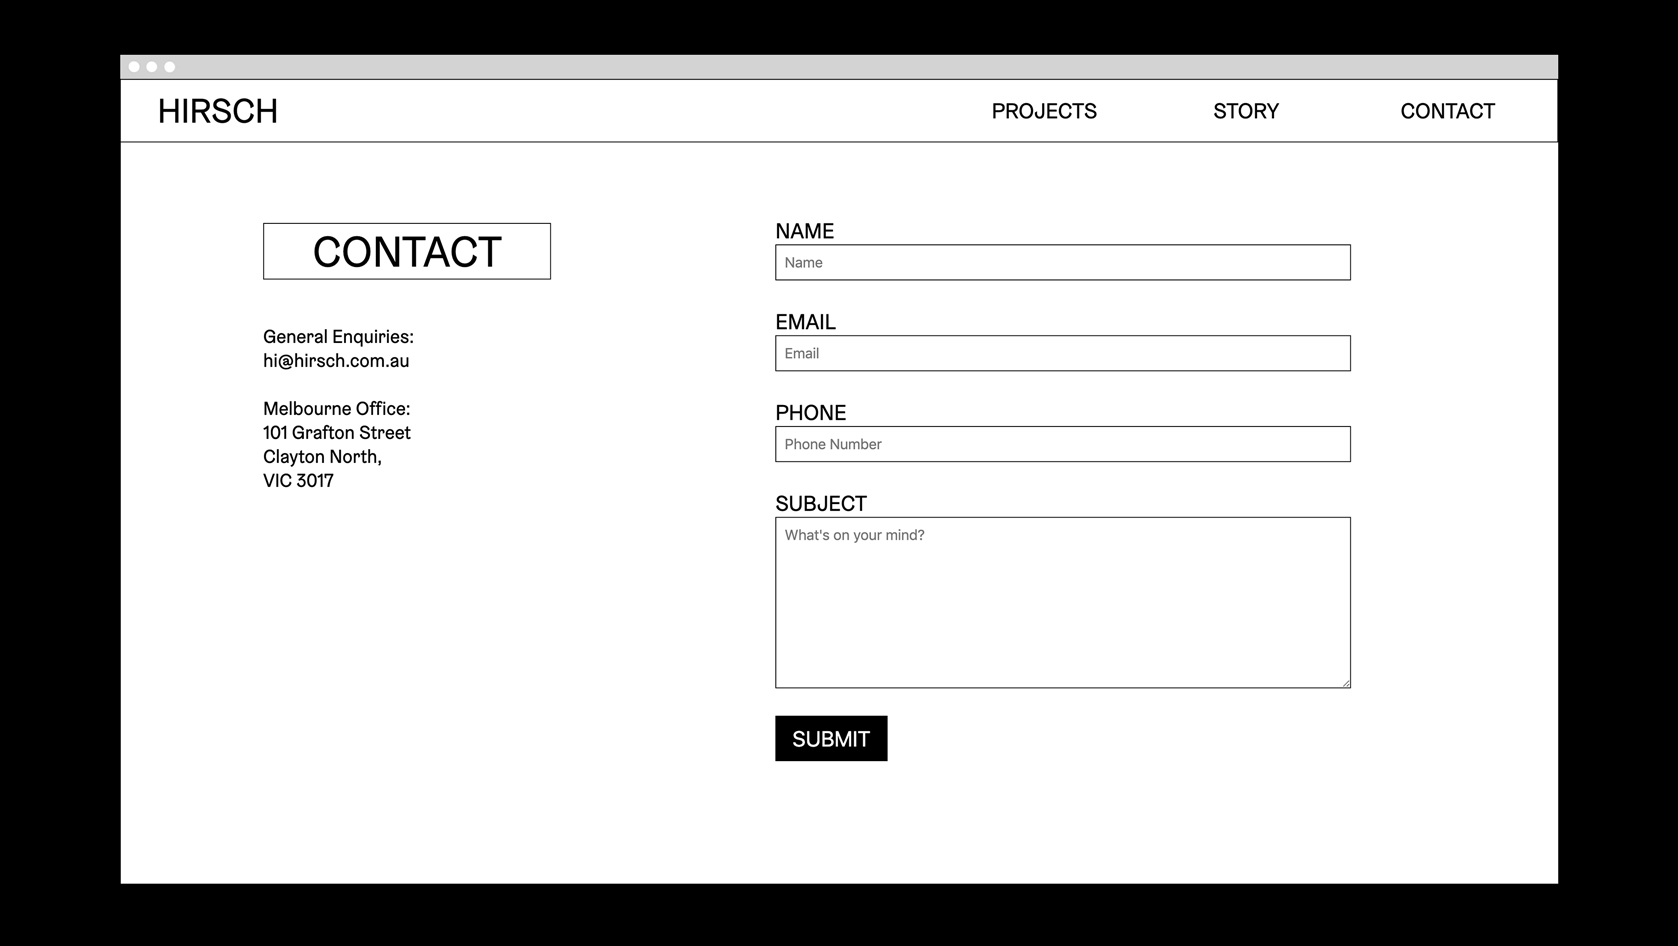 HIRSCH
PROJECTS
STORY
CONTACT
CONTACT
General Enquiries:
hi@hirsch.com.au
Melbourne Office:
101 Grafton Street
Clayton North,
VIC 3017
NAME
Name
EMAIL
Email
PHONE
Phone Number
SUBJECT
What's on your mind?
SUBMIT